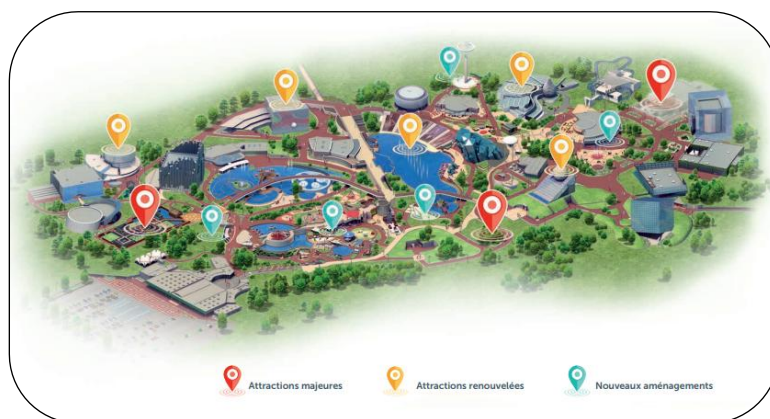 Attractions majeures
Attractions renouvelées
Nouveaux aménagements